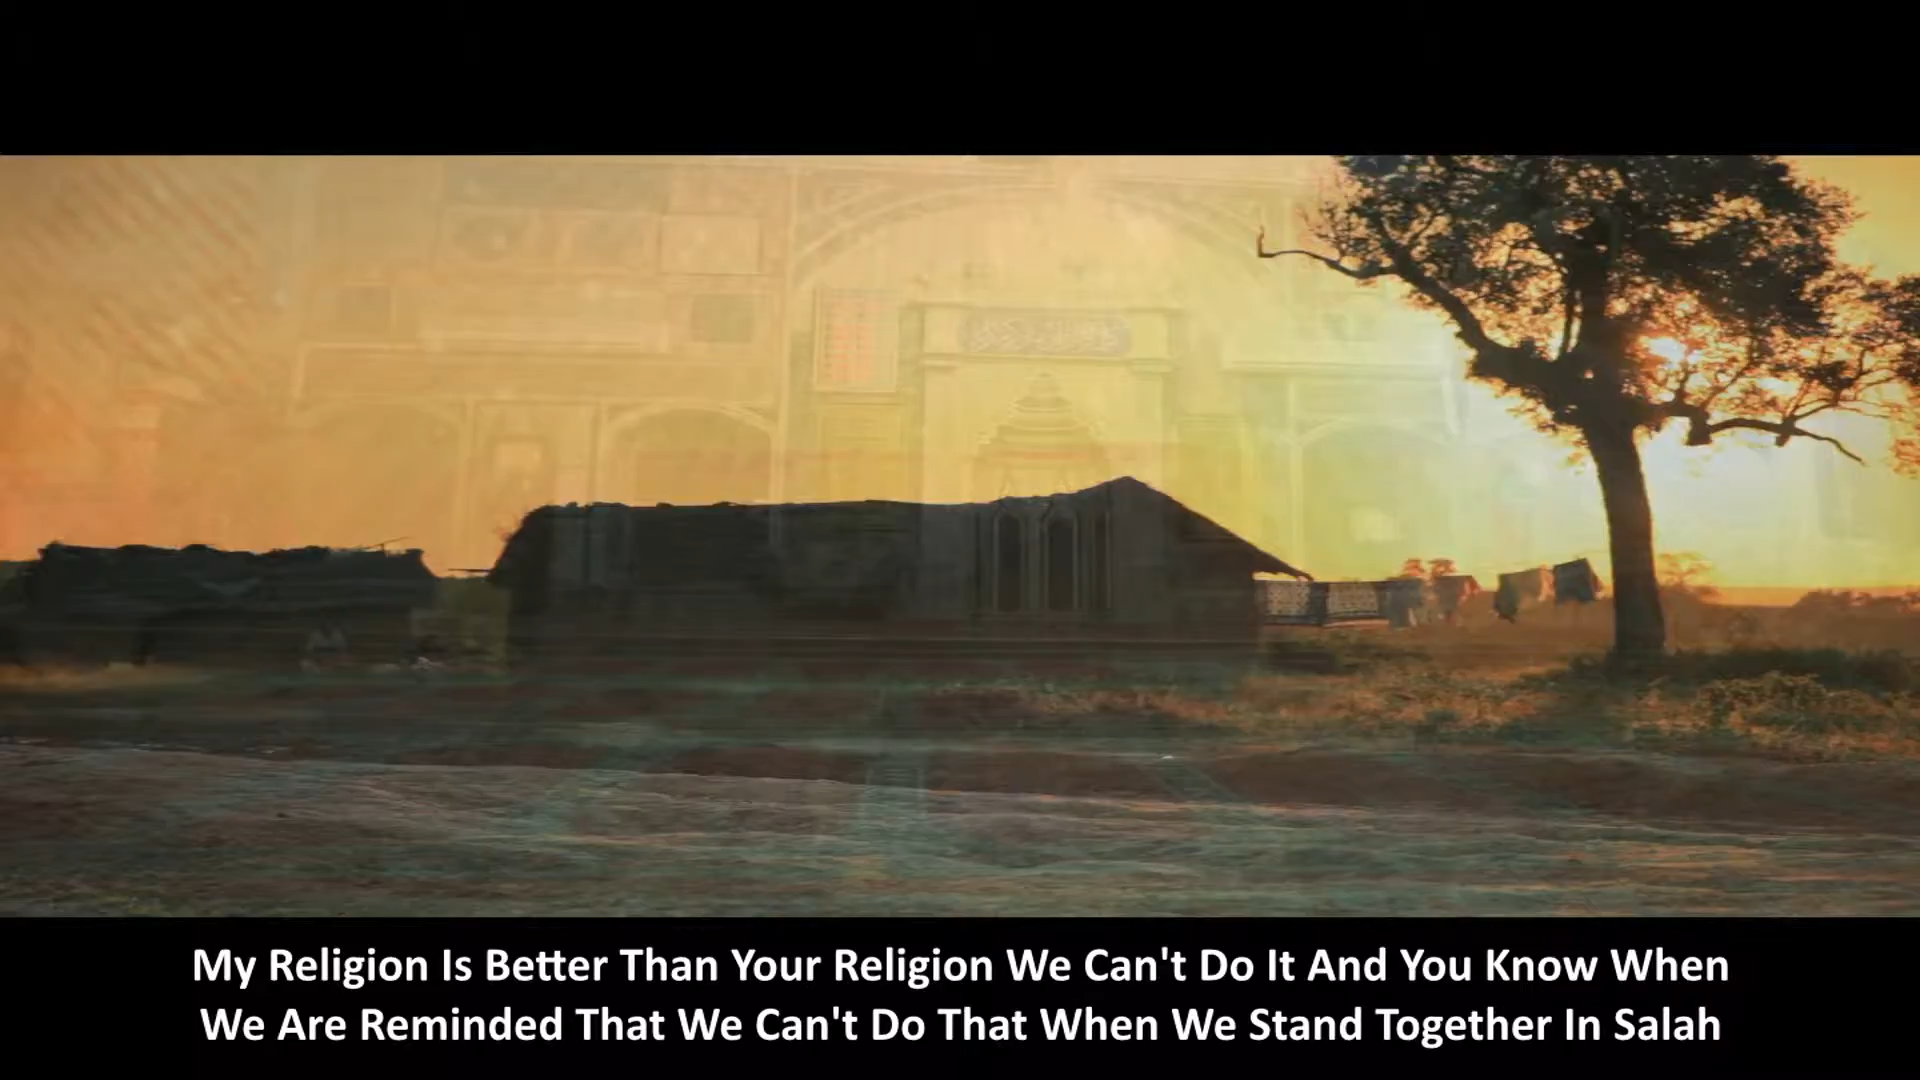 My Religion Is Better Than Your Religion We Can't Do It And You Know When
We Are Reminded That We Can't Do That When We Stand Together In Salah